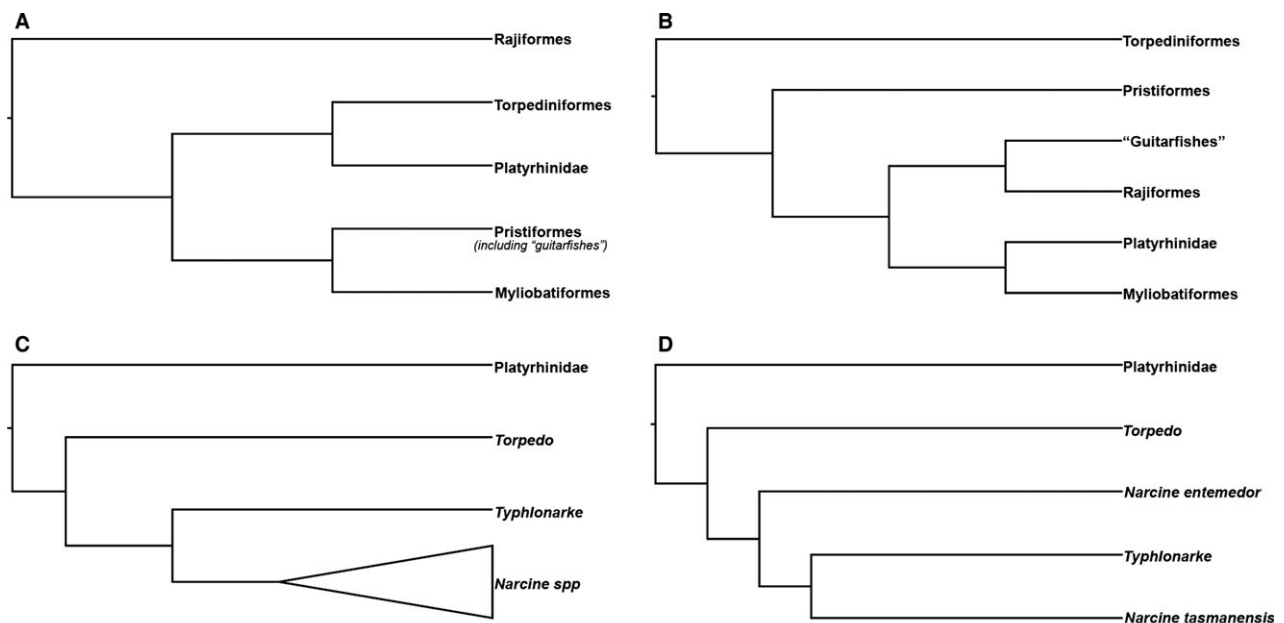 A
Rajiformes
Torpediniformes
Platyrhinidae
Pristiformes
(including "guitarfishes")
Myliobatiformes
B
Torpediniformes
Pristiformes
“Guitarfishes”
Rajiformes
Platyrhinidae
Myliobatiformes
C
Platyrhinidae
Torpedo
Typhlonarke
Narcine spp
D
Platyrhinidae
Torpedo
Narcine entemedor
Typhlonarke
Narcine tasmanensis